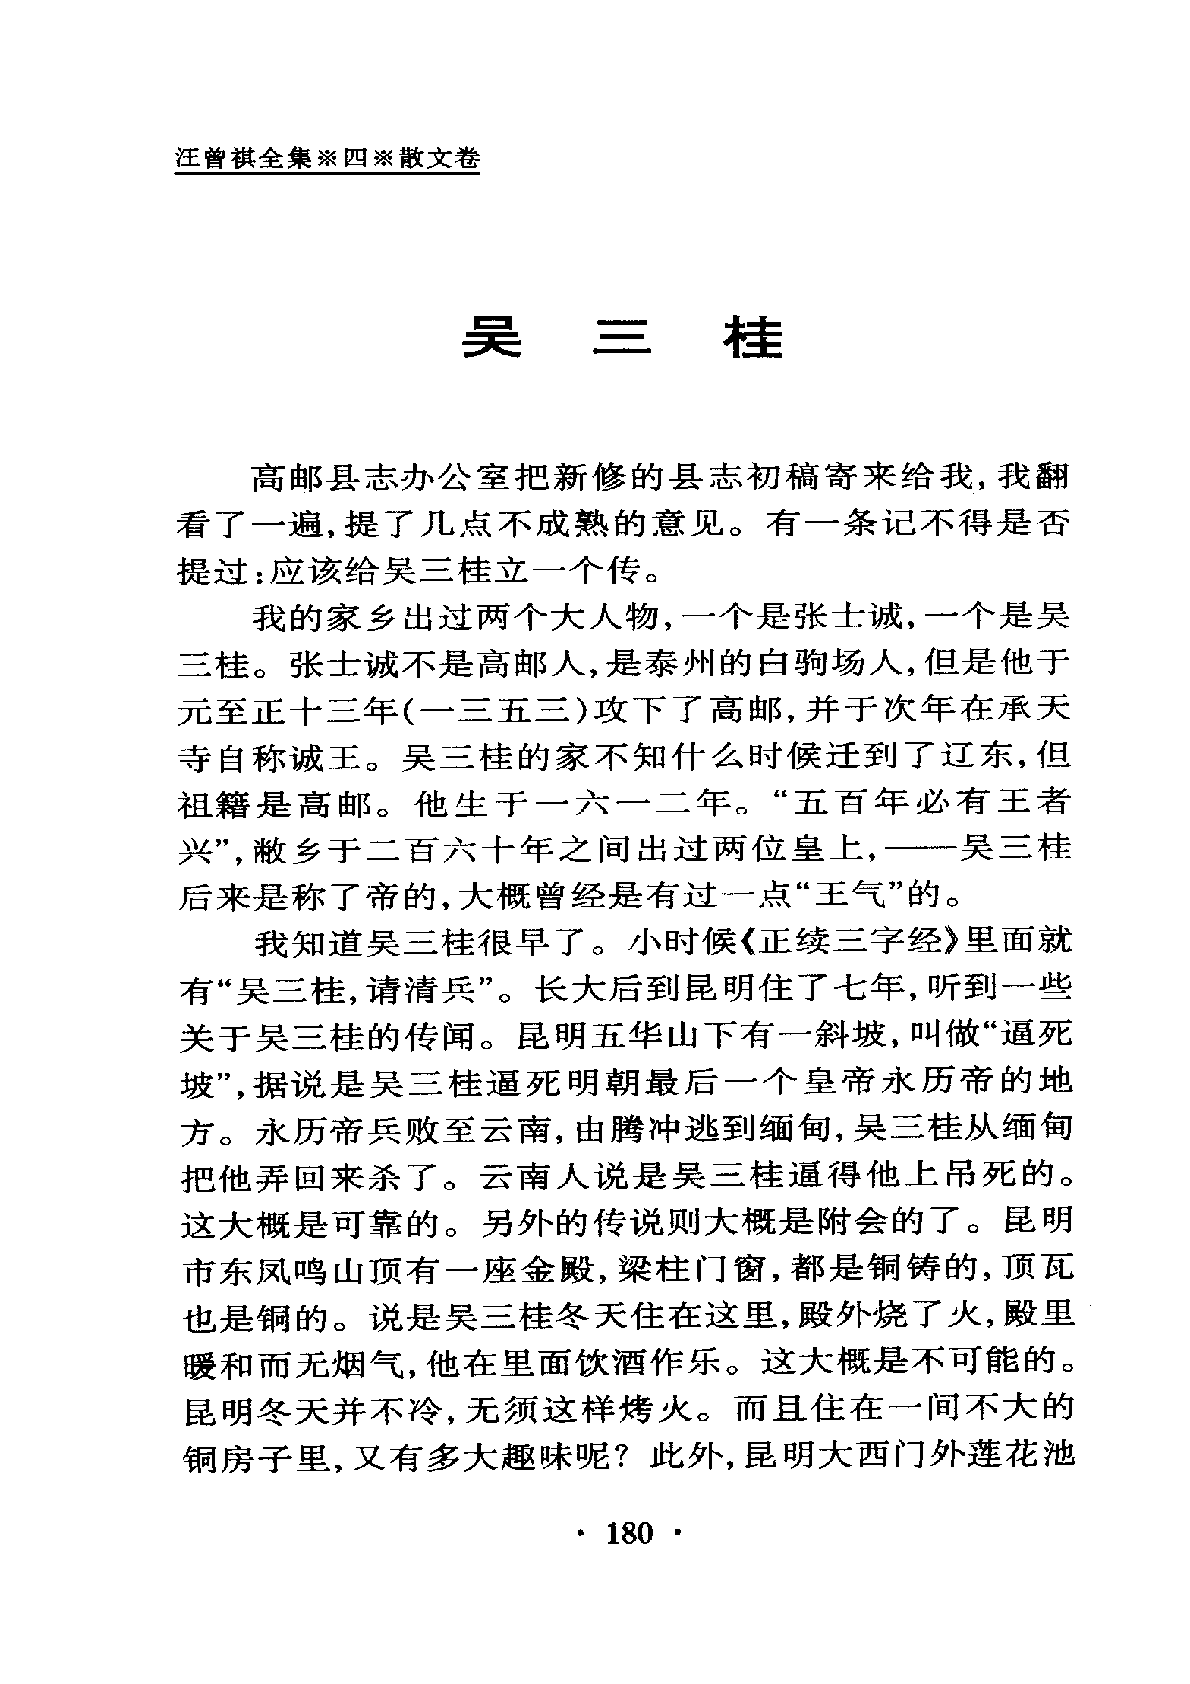 汪曾祺全集※四※散文卷
吴三桂
高邮县志办公室把新修的县志初稿寄来给我,我翻
看了一遍,提了几点不成熟的意见。有一条记不得是否
提过:应该给吴三桂立一个传。
我的家乡出过两个大人物,一个是张士诚,一个是吴
三桂。张士诚不是高邮人,是泰州的白驹场人,但是他于
元至正十三年(一三五三)攻下了高邮,并于次年在承天
寺自称诚王。吴三桂的家不知什么时候迁到了辽东,但
祖籍是高邮。他生于一六一二年。“五百年必有王者
兴”,敝乡于二百六十年之间出过两位皇上,——吴三桂
后来是称了帝的,大概曾经是有过一点“王气”的。
我知道吴三桂很早了。小时候《正续三字经》里面就
有“吴三桂,请清兵”。长大后到昆明住了七年,听到一些
关于吴三桂的传闻。昆明五华山下有一斜坡,叫做“逼死
坡”,据说是吴三桂逼死明朝最后一个皇帝永历帝的地
方。永历帝兵败至云南,由腾冲逃到缅甸,吴三桂从缅甸
把他弄回来杀了。云南人说是吴三桂逼得他上吊死的。
这大概是可靠的。另外的传说则大概是附会的了。昆明
市东凤鸣山顶有一座金殿,梁柱门窗,都是铜铸的,顶瓦
也是铜的。说是吴三桂冬天住在这里,殿外烧了火,殿里
暖和而无烟气,他在里面饮酒作乐。这大概是不可能的。
昆明冬天并不冷,无须这样烤火。而且住在一间不大的
铜房子里,又有多大趣味呢?此外,昆明大西门外莲花池
· 180 ·